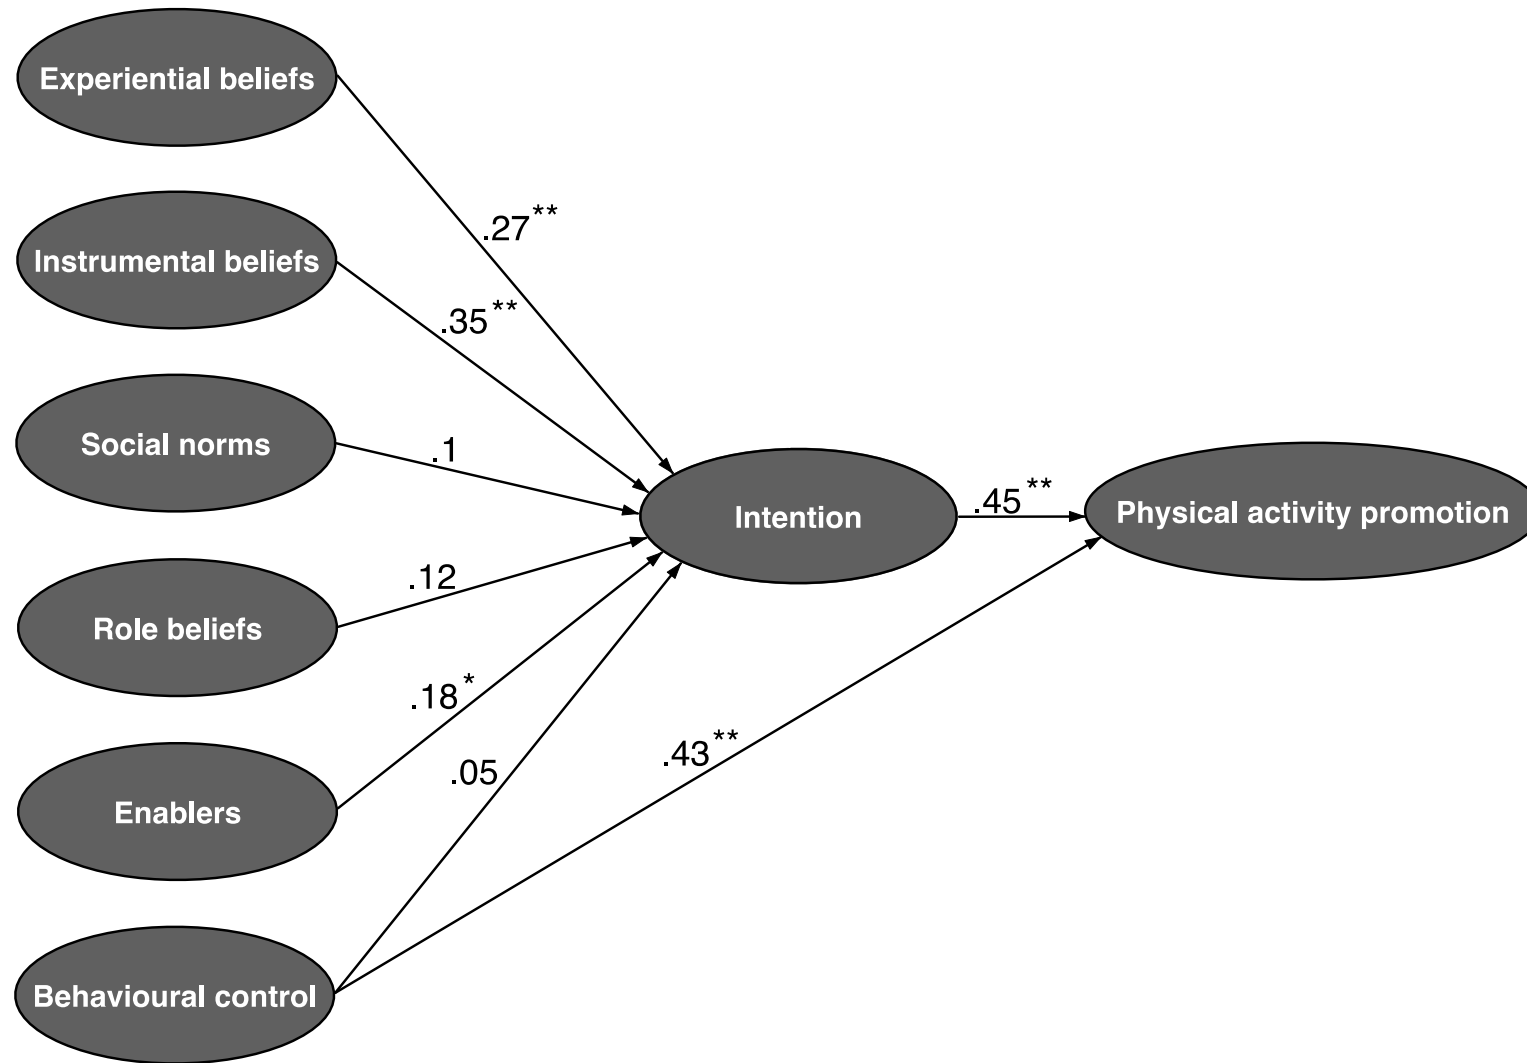 Experiential beliefs
.27**
Instrumental beliefs
.35**
Social norms
.1
Intention
.45**
Physical activity promotion
.12
Role beliefs
.18*
.43**
.05
Enablers
Behavioural control